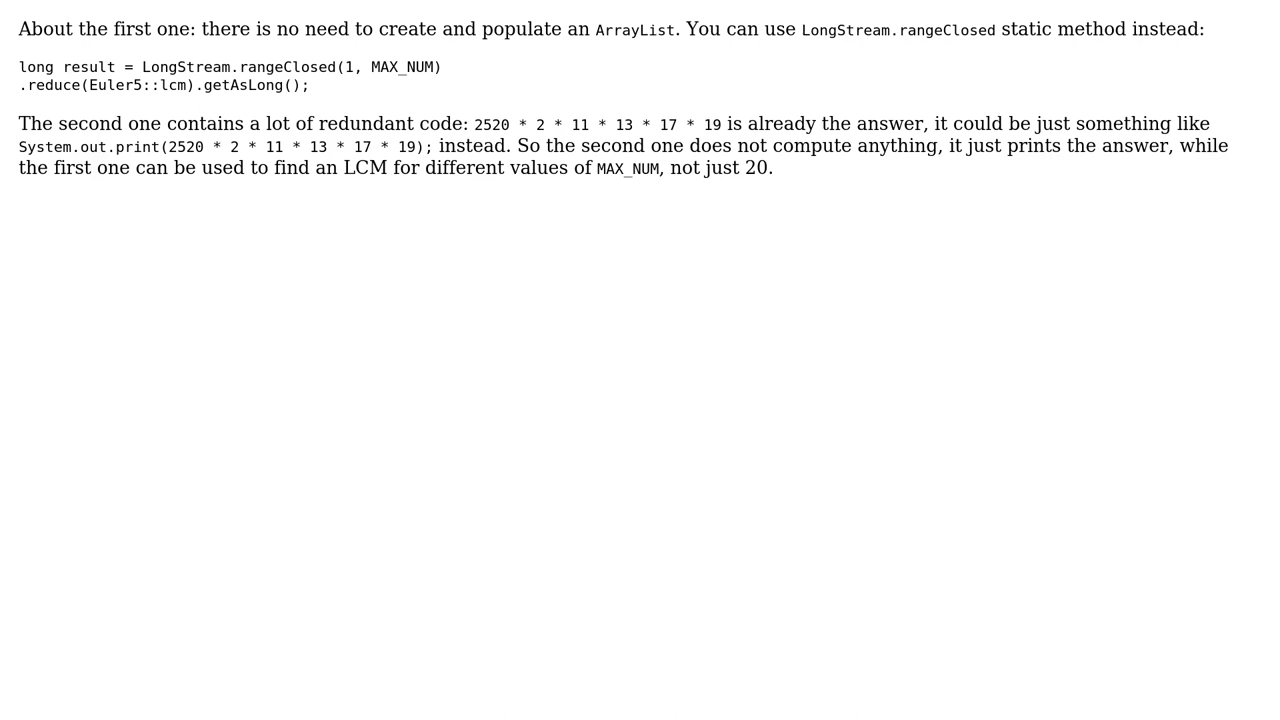 About the first one: there is no need to create and populate an ArrayList. You can use LongStream.rangeClosed static method instead:
long result = LongStream.rangeClosed(1, MAX_NUM)
.reduce(Euler5::lcm).getAsLong();
The second one contains a lot of redundant code: 2520 * 2 * 11 * 13 * 17 * 19 is already the answer, it could be just something like
System.out.print(2520 * 2 * 11 * 13 * 17 * 19); instead. So the second one does not compute anything, it just prints the answer, while
the first one can be used to find an LCM for different values of MAX_NUM, not just 20.